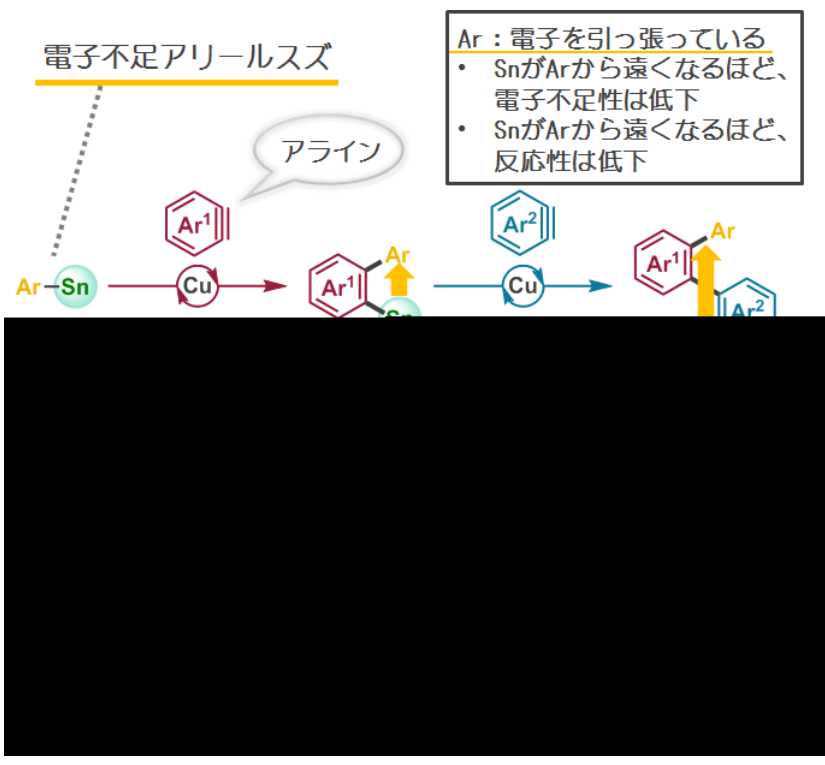 電子不足アリールスズ
Ar：電子を引っ張っている
• SnがArから遠くなるほど、
電子不足性は低下
• SnがArから遠くなるほど、
反応性は低下
アライン
Ar¹
Ar²
Ar
Ar
Ar¹
Ar–Sn
Cu
Ar¹
Cu
Sn
Ar²